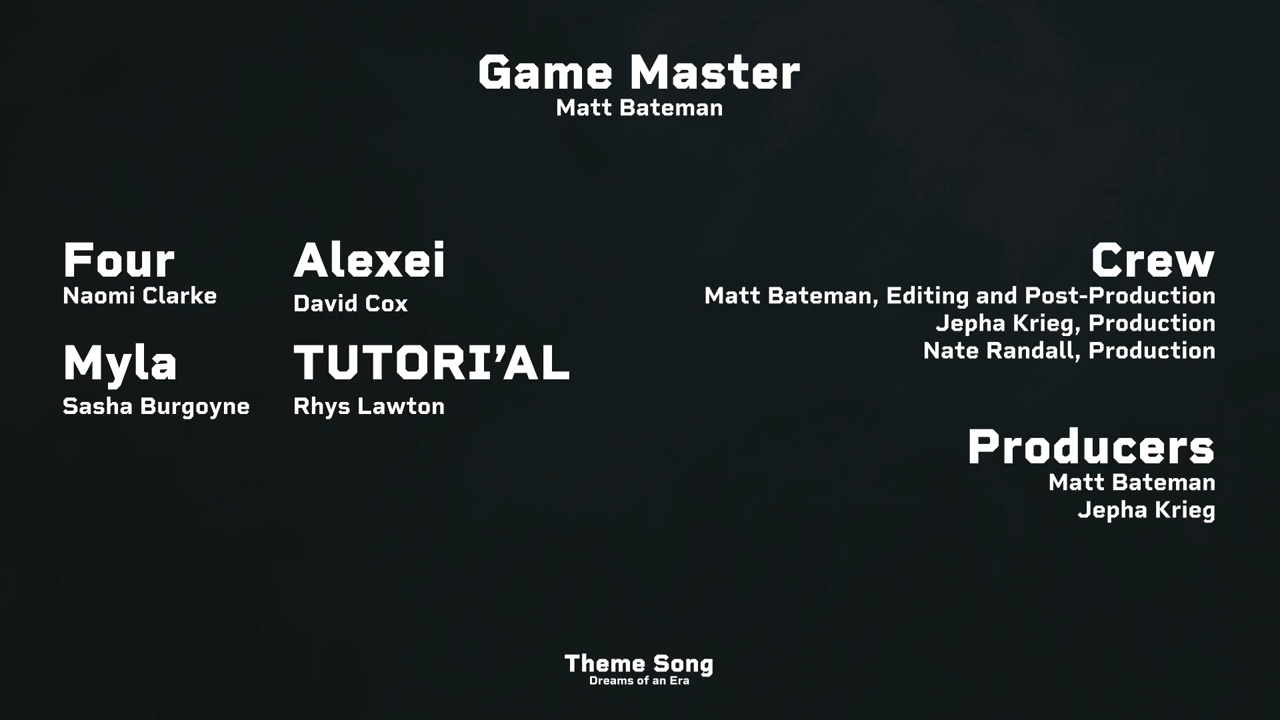 Game Master
Matt Bateman
Four
Naomi Clarke
Alexei
David Cox
Myla
Sasha Burgoyne
TUTORI’AL
Rhys Lawton
Crew
Matt Bateman, Editing and Post-Production
Jepha Krieg, Production
Nate Randall, Production
Producers
Matt Bateman
Jepha Krieg
Theme Song
Dreams of an Era